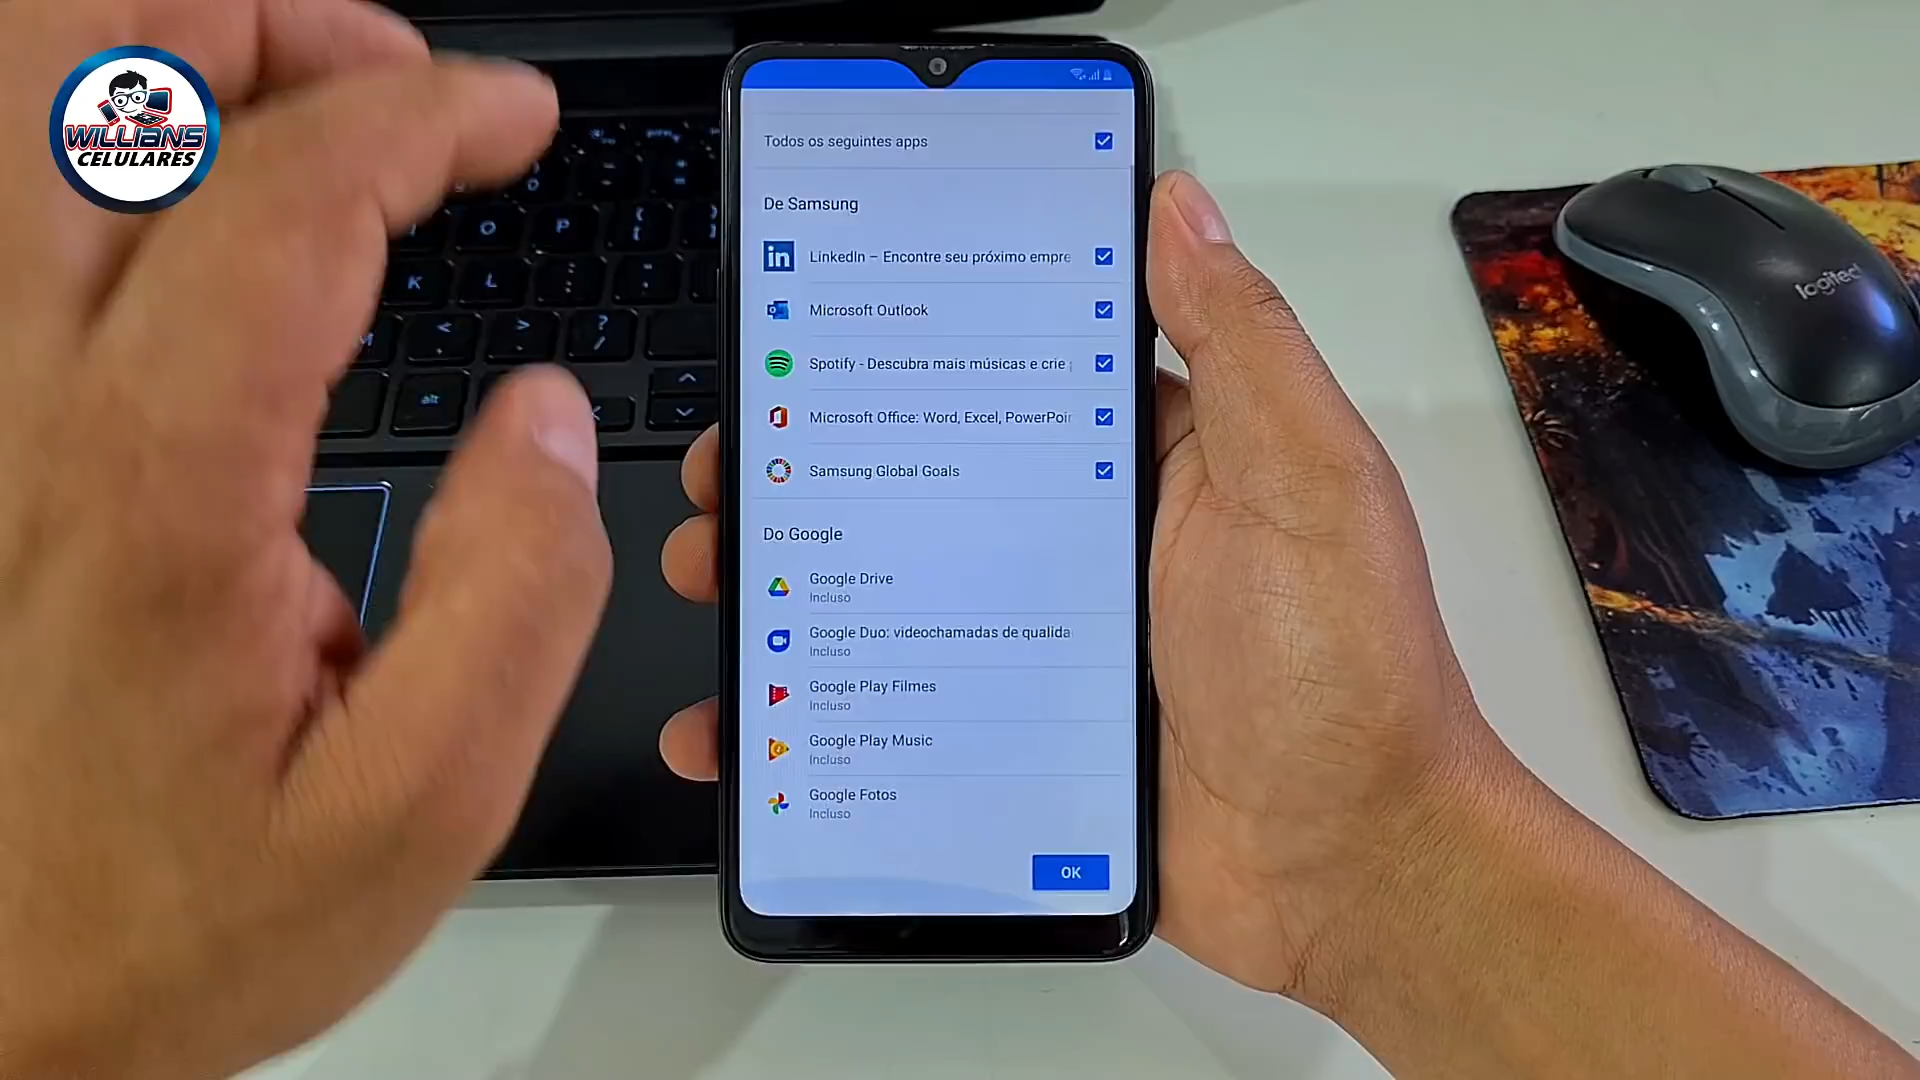 WILLIANS
CELULARES
Todos os seguintes apps
De Samsung
in
LinkedIn – Encontre seu próximo empre
Microsoft Outlook
Spotify - Descubra mais músicas e crie
Microsoft Office: Word, Excel, PowerPoi
Samsung Global Goals
Do Google
Google Drive
Incluso
Google Duo: videochamadas de qualida
Incluso
Google Play Filmes
Incluso
Google Play Music
Incluso
Google Fotos
Incluso
OK
O
P
K
L
alt
logitech